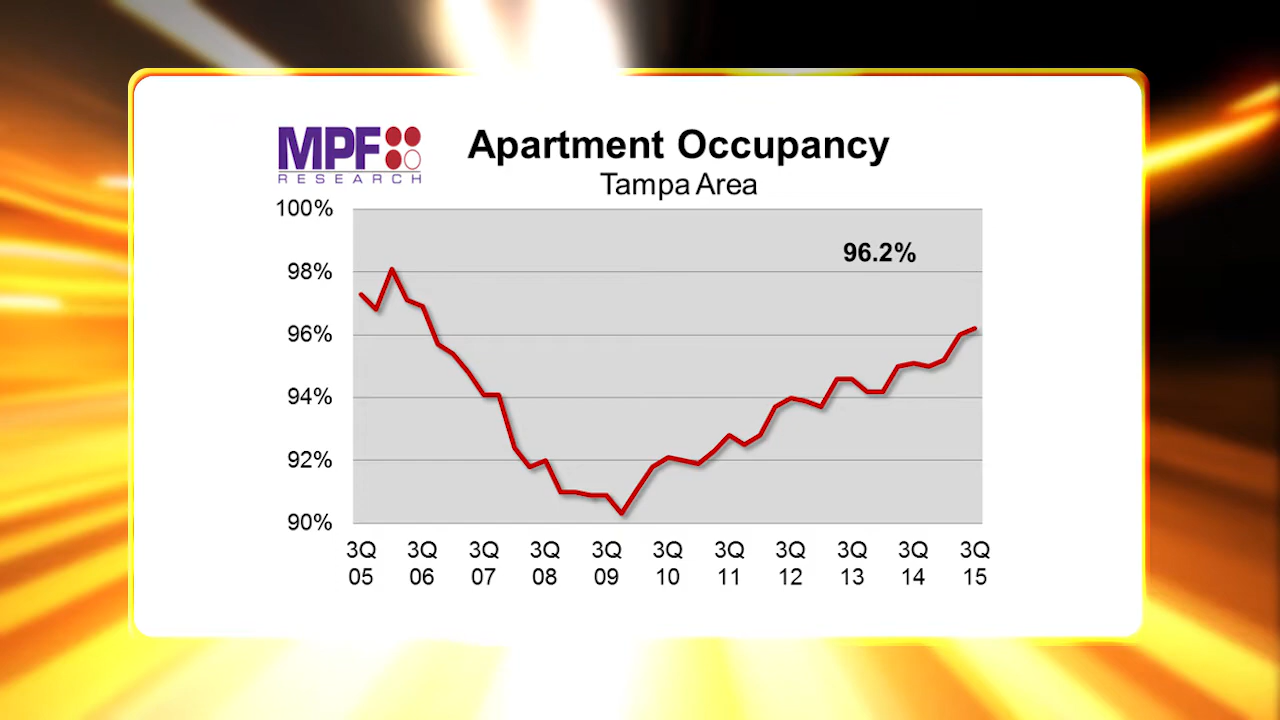 MPF
RESEARCH
Apartment Occupancy
Tampa Area
100%
98%
96%
94%
92%
90%
96.2%
3Q 3Q 3Q 3Q 3Q 3Q 3Q 3Q 3Q 3Q 3Q
05 06 07 08 09 10 11 12 13 14 15